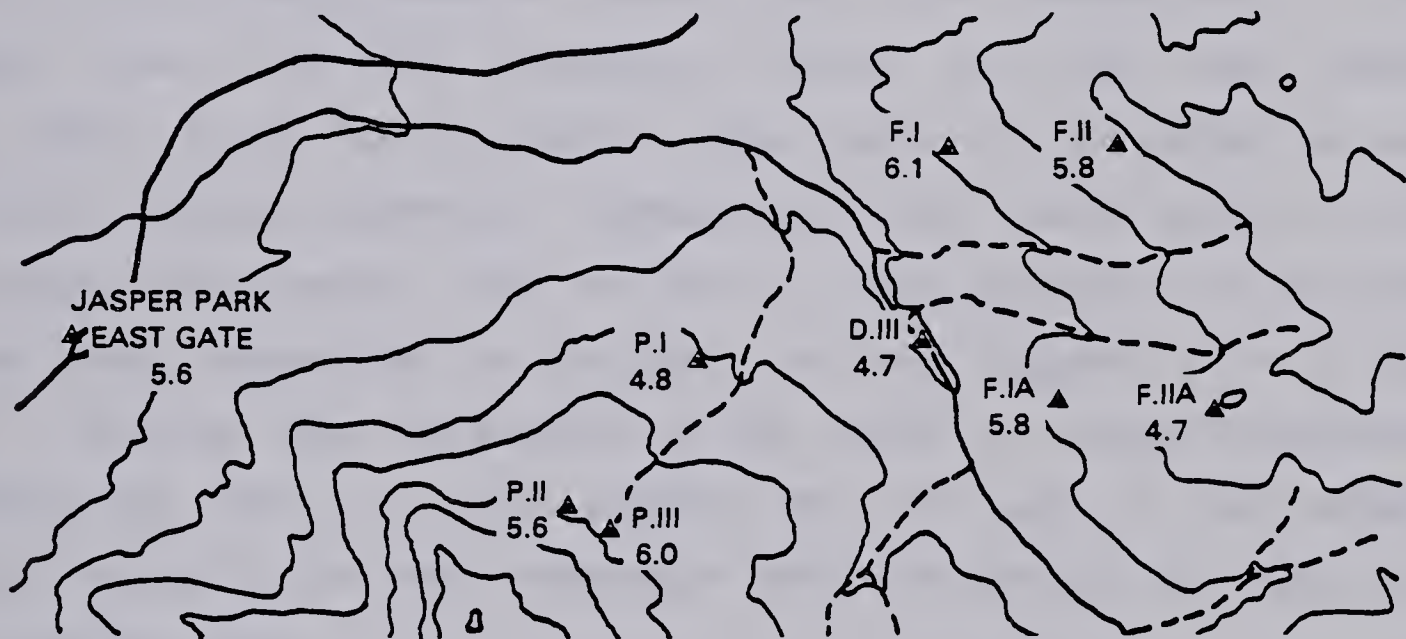 F.I
6.1
F.II
5.8
JASPER PARK
EAST GATE
5.6
P.I
4.8
D.III
4.7
F.IA
5.8
F.IIA
4.7
P.II
5.6
P.III
6.0